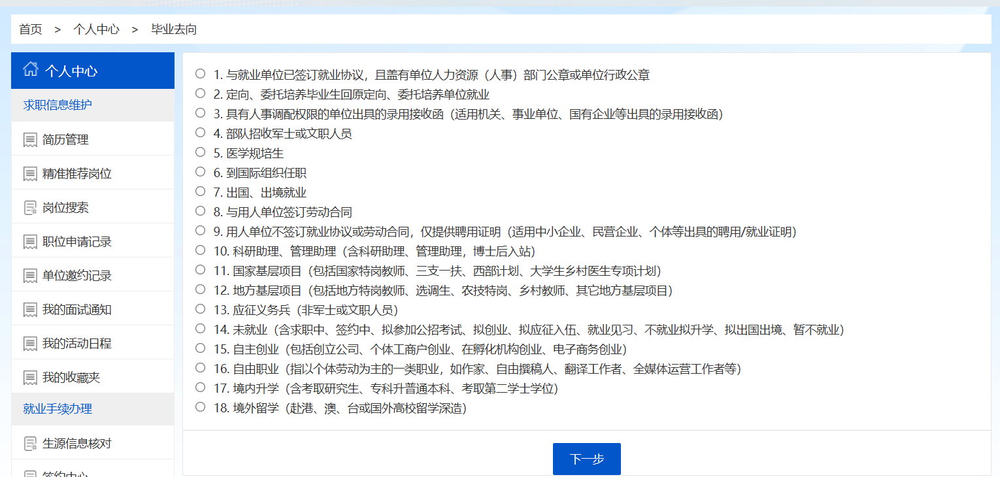 首页 > 个人中心 > 毕业去向
个人中心
求职信息维护
简历管理
精准推荐岗位
岗位搜索
职位申请记录
单位邀约记录
我的面试通知
我的活动日程
我的收藏夹
就业手续办理
生源信息核对
签约中心
1. 与就业单位已签订就业协议，且盖有单位人力资源（人事）部门公章或单位行政公章
2. 定向、委托培养毕业生回原定向、委托培养单位就业
3. 具有人事调配权限的单位出具的录用接收函（适用机关、事业单位、国有企业等出具的录用接收函）
4. 部队招收军士或文职人员
5. 医学规培生
6. 到国际组织任职
7. 出国、出境就业
8. 与用人单位签订劳动合同
9. 用人单位不签订就业协议或劳动合同，仅提供聘用证明（适用中小企业、民营企业、个体等出具的聘用/就业证明）
10. 科研助理、管理助理（含科研助理、管理助理，博士后入站）
11. 国家基层项目（包括国家特岗教师、三支一扶、西部计划、大学生乡村医生专项计划）
12. 地方基层项目（包括地方特岗教师、选调生、农技特岗、乡村教师、其它地方基层项目）
13. 应征义务兵（非军士或文职人员）
14. 未就业（含求职中、签约中、拟参加公招考试、拟创业、拟应征入伍、就业见习、不就业拟升学、拟出国出境、暂不就业）
15. 自主创业（包括创立公司、个体工商户创业、在孵化机构创业、电子商务创业）
16. 自由职业（指以个体劳动为主的一类职业，如作家、自由撰稿人、翻译工作者、全媒体运营工作者等）
17. 境内升学（含考取研究生、专科升普通本科、考取第二学士学位）
18. 境外留学（赴港、澳、台或国外高校留学深造）
下一步